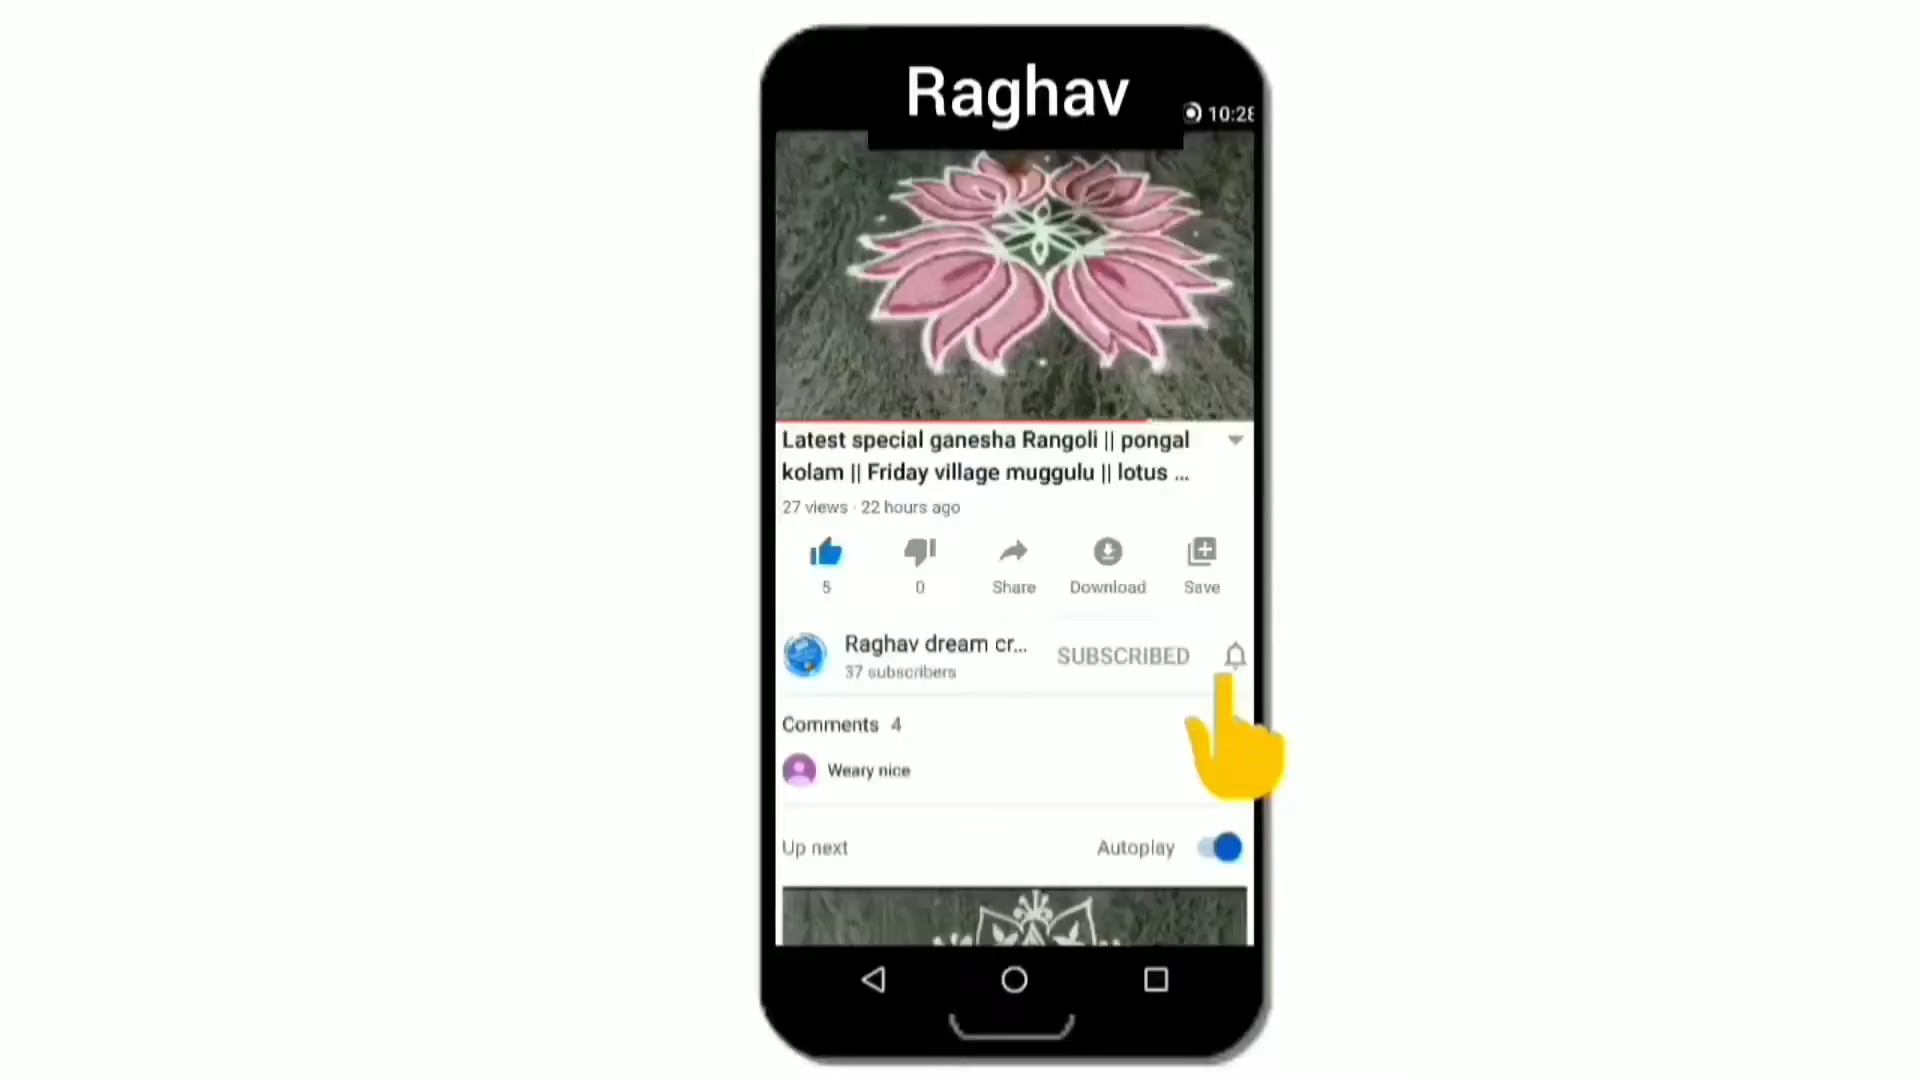 Raghav
10:28
Latest special ganesha Rangoli || pongal
kolam || Friday village muggulu || lotus ...
27 views · 22 hours ago
5
0
Share
Download
Save
Raghav dream cr...
SUBSCRIBED
37 subscribers
Comments 4
Weary nice
Up next
Autoplay